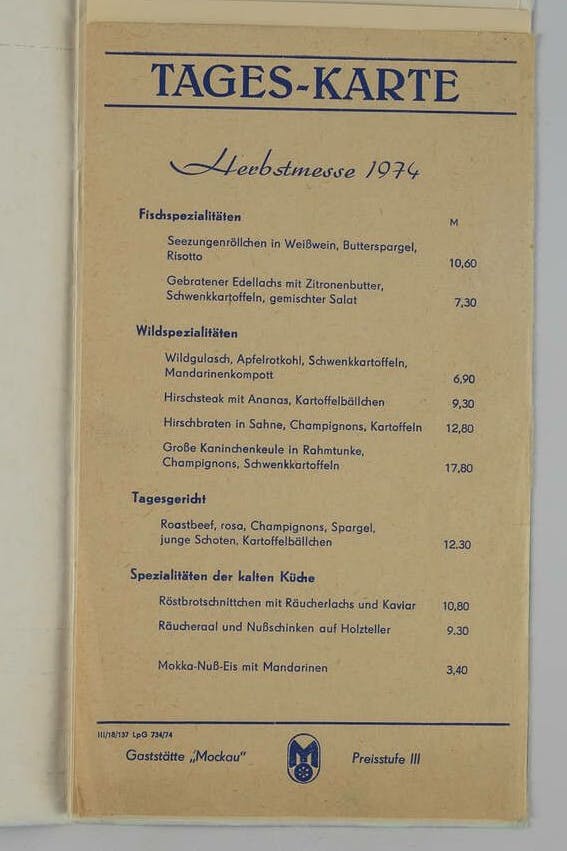 TAGES-KARTE
Herbstmesse 1974
Fischspezialitäten
M
Seezungenröllchen in Weißwein, Butterspargel,
Risotto 10,60
Gebratener Edellachs mit Zitronenbutter,
Schwenkkartoffeln, gemischter Salat 7,30
Wildspezialitäten
Wildgulasch, Apfelrotkohl, Schwenkkartoffeln,
Mandarinenkompott 6,90
Hirschsteak mit Ananas, Kartoffelbällchen 9,30
Hirschbraten in Sahne, Champignons, Kartoffeln 12,80
Große Kaninchenkeule in Rahmtunke,
Champignons, Schwenkkartoffeln 17,80
Tagesgericht
Roastbeef, rosa, Champignons, Spargel,
junge Schoten, Kartoffelbällchen 12.30
Spezialitäten der kalten Küche
Röstbrotschnittchen mit Räucherlachs und Kaviar 10,80
Räucheraal und Nußschinken auf Holzteller 9.30
Mokka-Nuß-Eis mit Mandarinen 3,40
III/18/137 LpG 734/74
Gaststätte „Mockau" M Preisstufe III